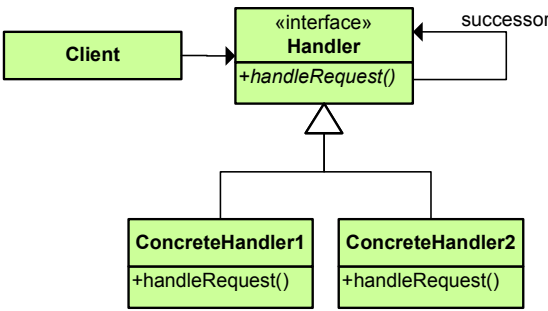 «interface»
Handler
successor
Client
+handleRequest()
ConcreteHandler1
ConcreteHandler2
+handleRequest()
+handleRequest()